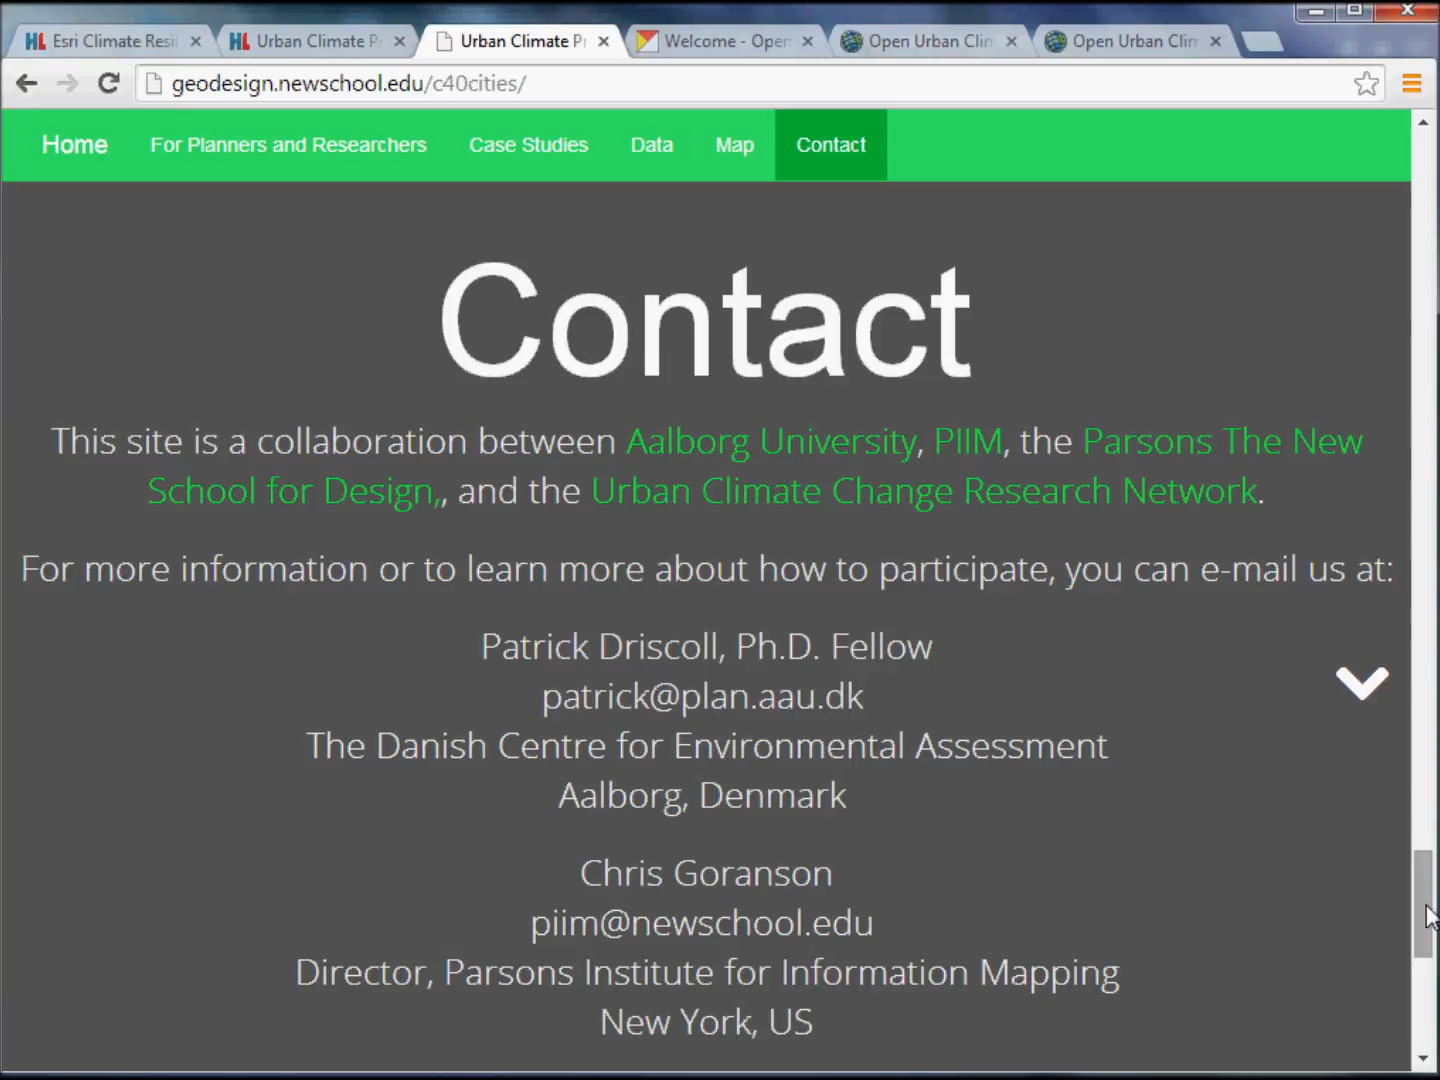 Esri Climate Resi
Urban Climate P
Urban Climate Pr
Welcome - Open
Open Urban Clim
Open Urban Clim
geodesign.newschool.edu/c40cities/
Home
For Planners and Researchers
Case Studies
Data
Map
Contact
Contact
This site is a collaboration between Aalborg University, PIIM, the Parsons The New
School for Design,, and the Urban Climate Change Research Network.
For more information or to learn more about how to participate, you can e-mail us at:
Patrick Driscoll, Ph.D. Fellow
patrick@plan.aau.dk
The Danish Centre for Environmental Assessment
Aalborg, Denmark
Chris Goranson
piim@newschool.edu
Director, Parsons Institute for Information Mapping
New York, US